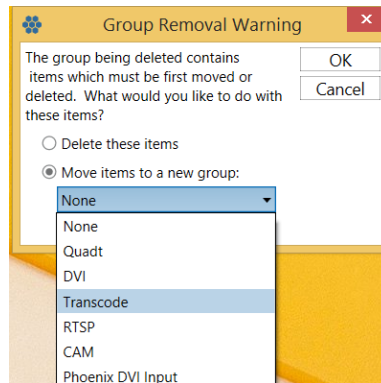 Group Removal Warning
The group being deleted contains
items which must be first moved or
deleted. What would you like to do with
these items?
OK
Cancel
Delete these items
Move items to a new group:
None
None
Quadt
DVI
Transcode
RTSP
CAM
Phoenix DVI Input